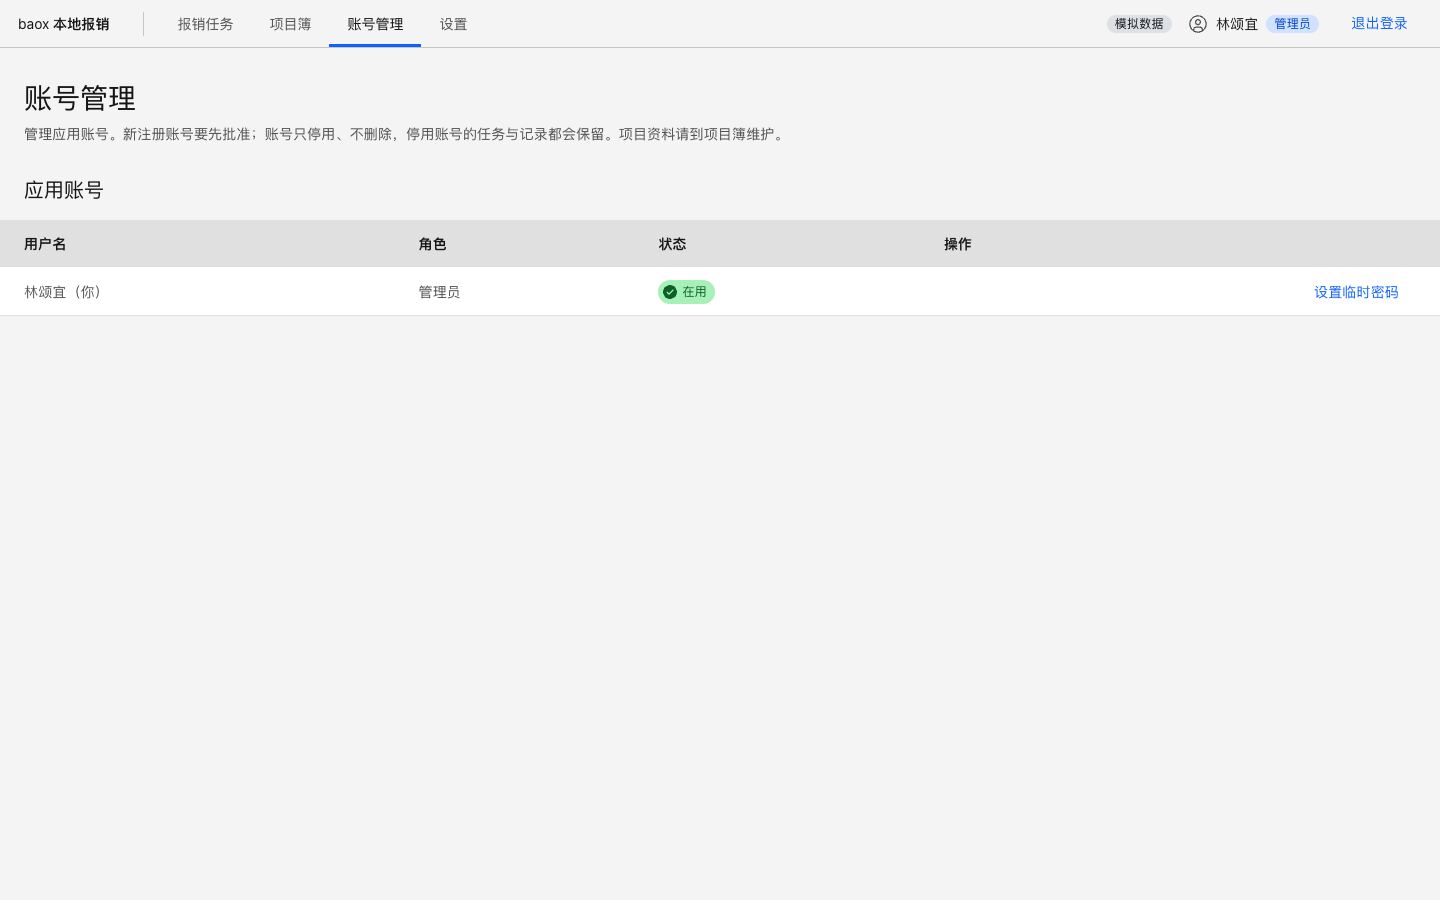 baox 本地报销 报销任务 项目簿 账号管理 设置 模拟数据 林颂宜 管理员 退出登录
账号管理
管理应用账号。新注册账号要先批准；账号只停用、不删除，停用账号的任务与记录都会保留。项目资料请到项目簿维护。
应用账号
用户名 角色 状态 操作
林颂宜（你） 管理员 在用 设置临时密码